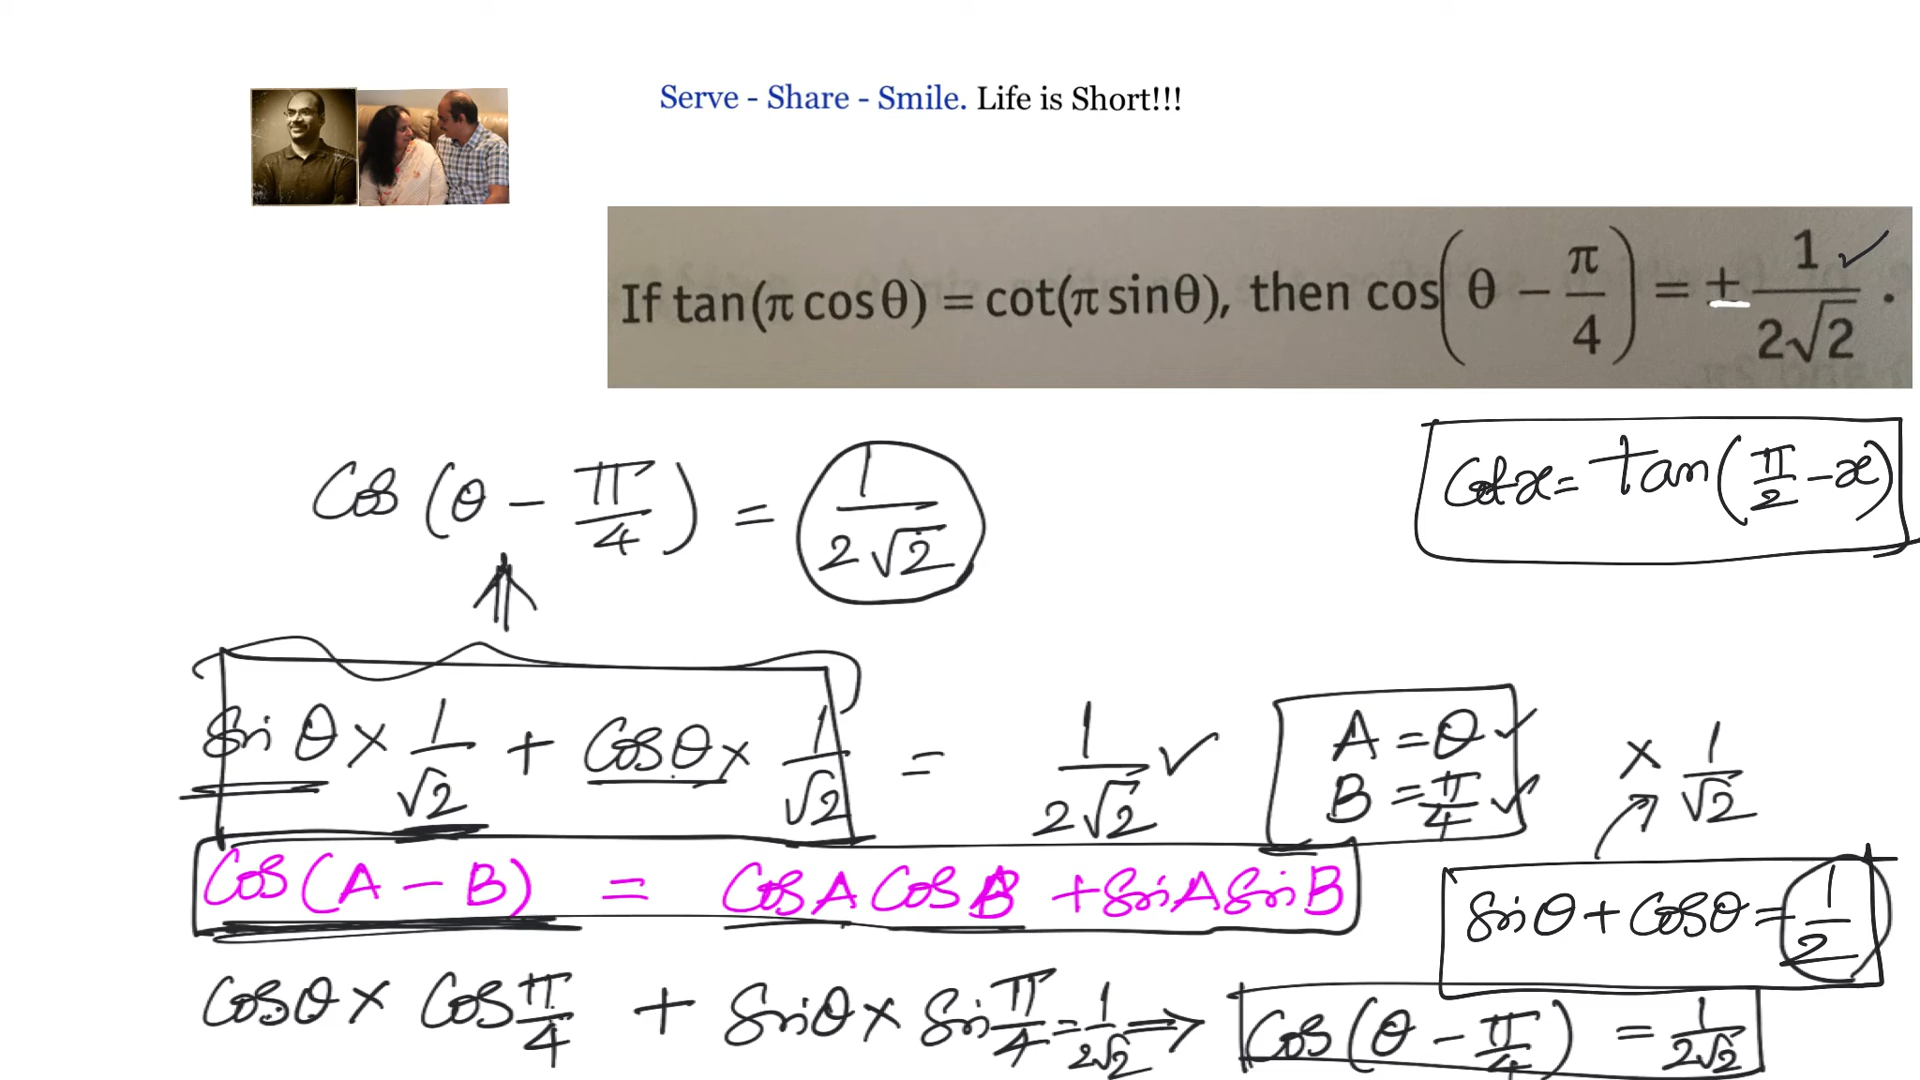 Serve - Share - Smile. Life is Short!!!
If tan(π cosθ) = cot(π sinθ), then cos(θ − π/4) = ± 1/(2√2) .
Cot x = tan(π/2 − x)
Cos(θ − π/4) = 1/(2√2)
Sin θ × 1/√2 + Cosθ × 1/√2 = 1/(2√2)
A = θ
B = π/4
× 1/√2
Cos(A − B) = CosA CosB + SinA SinB
Sinθ + Cosθ = 1/2
Cosθ × Cos π/4 + Sinθ × Sin π/4 = 1/(2√2) ⇒ Cos(θ − π/4) = 1/(2√2)